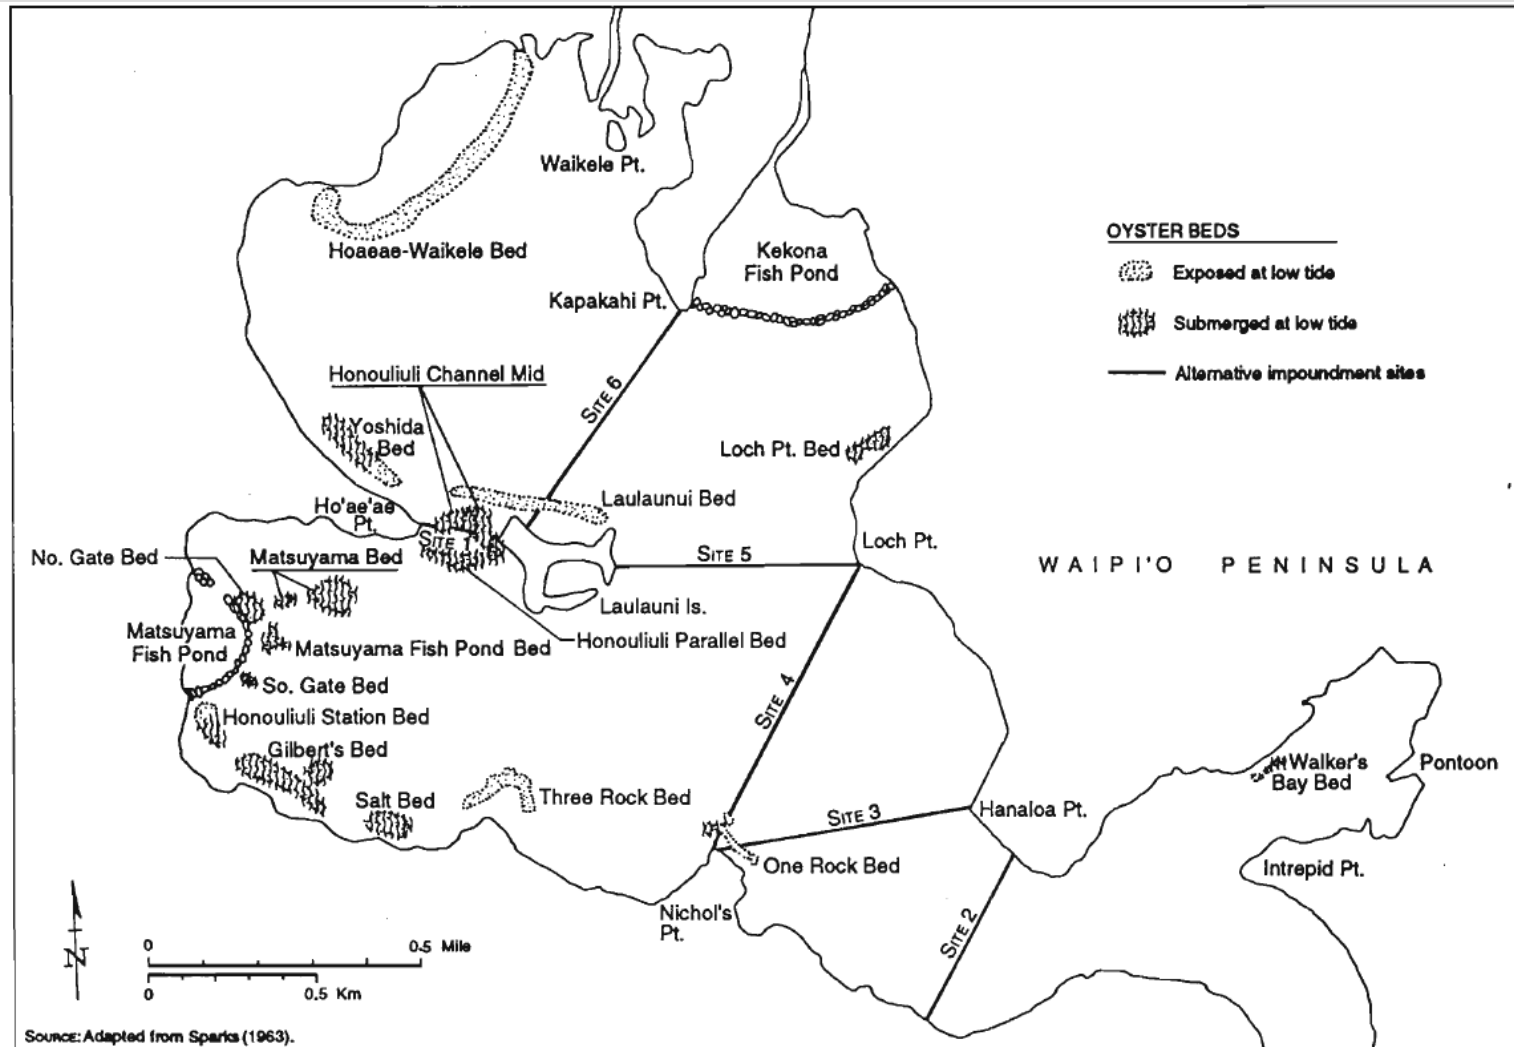 Waikele Pt.
Hoaeae-Waikele Bed
Kekona
Fish Pond
Kapakahi Pt.
OYSTER BEDS
Exposed at low tide
Submerged at low tide
Alternative impoundment sites
Honouliuli Channel Mid
SITE 6
Yoshida
Bed
Loch Pt. Bed
Laulaunui Bed
Ho'ae'ae
Pt.
SITE 1
Loch Pt.
No. Gate Bed
Matsuyama Bed
SITE 5
WAIPI'O PENINSULA
Laulauni Is.
Matsuyama
Fish Pond
Honouliuli Parallel Bed
Matsuyama Fish Pond Bed
So. Gate Bed
SITE 4
Honouliuli Station Bed
Gilbert's Bed
Walker's
Bay Bed
Pontoon
Salt Bed
Three Rock Bed
SITE 3
Hanaloa Pt.
One Rock Bed
Intrepid Pt.
Nichol's
Pt.
SITE 2
N
0 0.5 Mile
0 0.5 Km
SOURCE: Adapted from Sparks (1963).